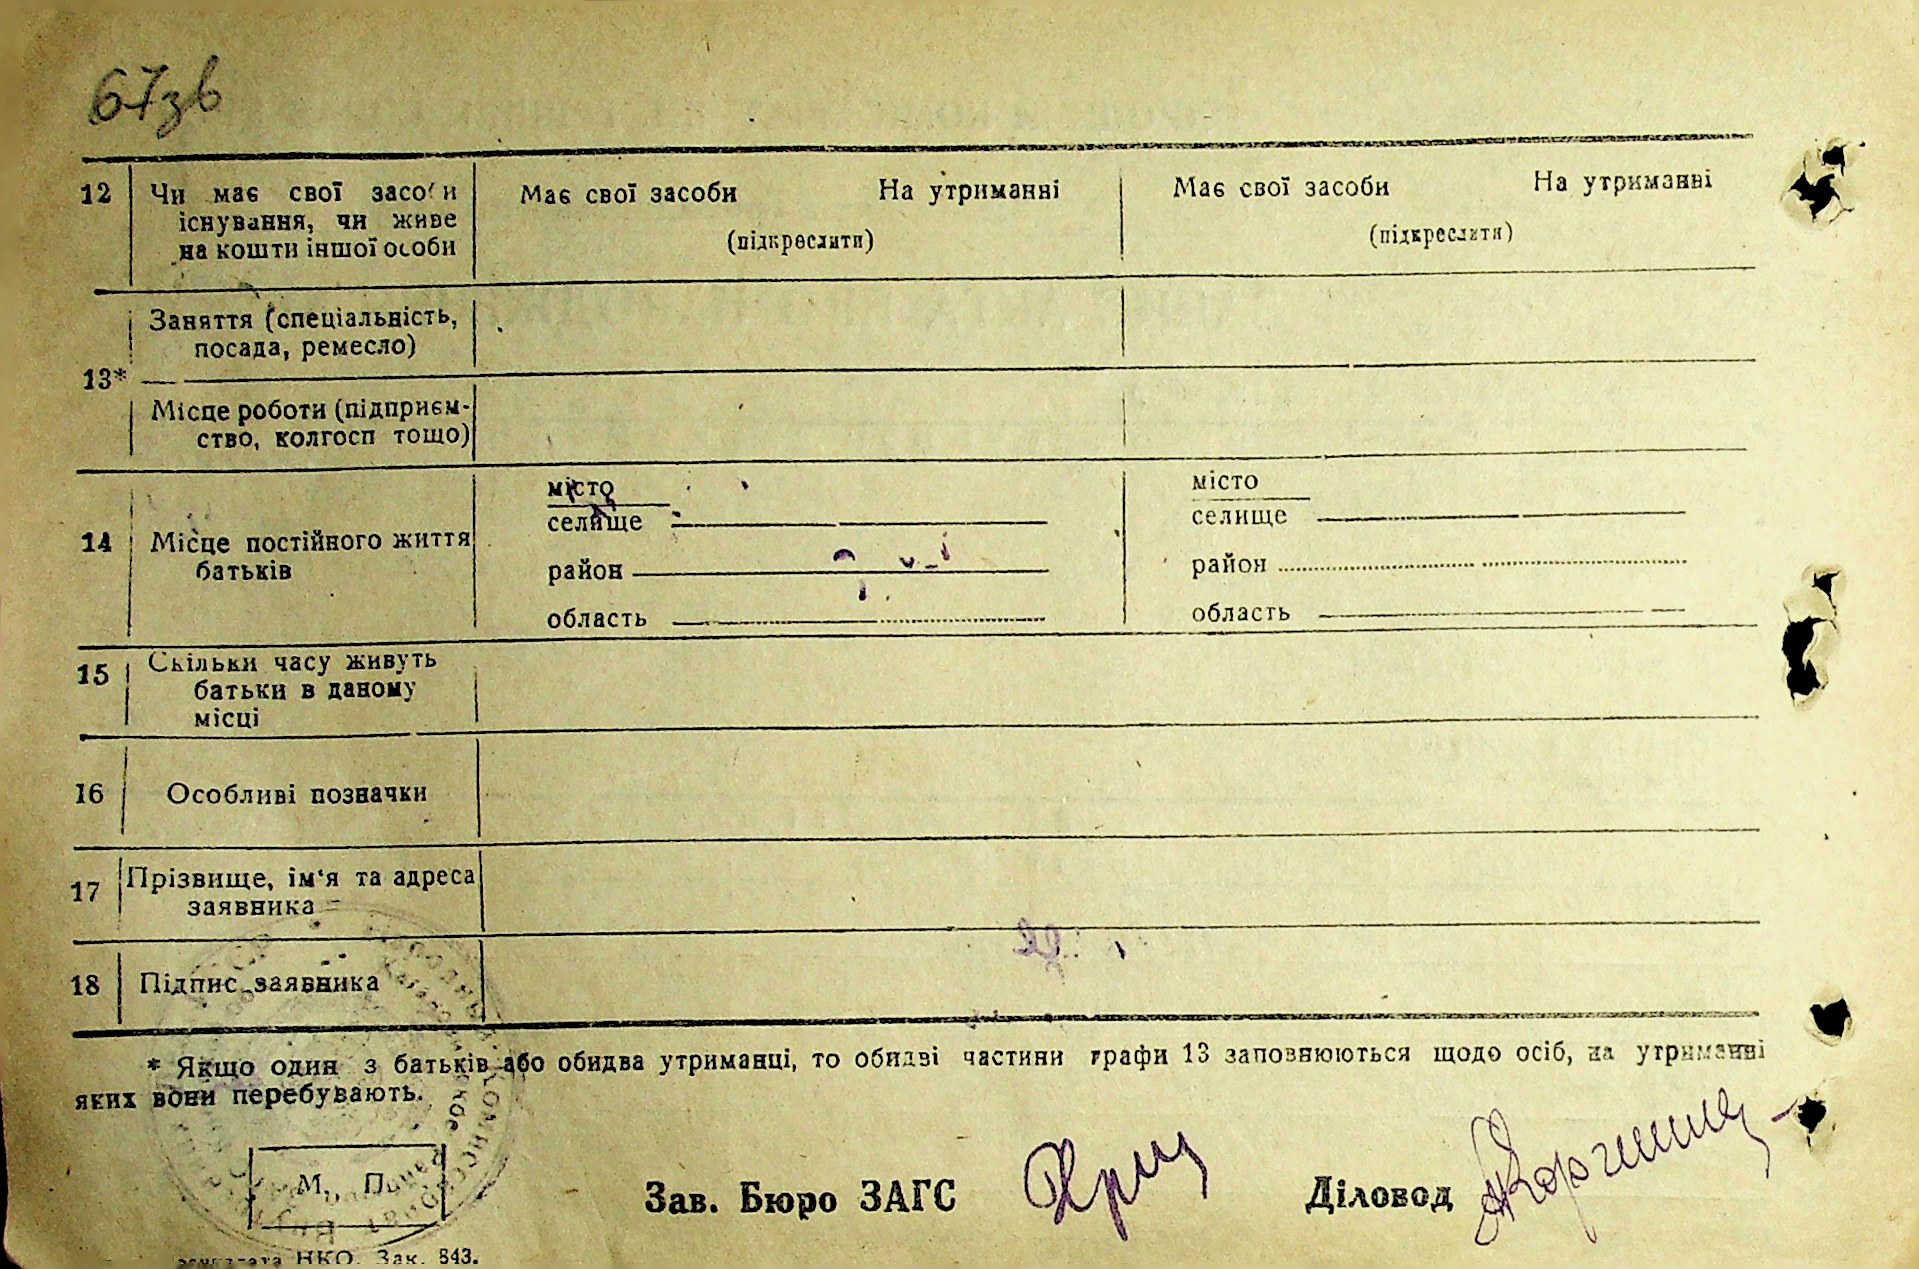 67зв
12 Чи має свої засоби існування, чи живе на кошти іншої особи
Має свої засоби На утриманні
(підкреслити)
Має свої засоби На утриманні
(підкреслити)
13*
Заняття (спеціальність,
посада, ремесло)
Місце роботи (підприєм-
ство, колгосп тощо)
14 Місце постійного життя
батьків
місто
селище
район
область
місто
селище
район
область
15 Скільки часу живуть
батьки в даному
місці
16 Особливі позначки
17 Прізвище, ім‘я та адреса
заявника
18 Підпис заявника
* Якщо один з батьків або обидва утриманці, то обидві частини графи 13 заповнюються щодо осіб, на утриманні
яких вони перебувають.
М. П.
Зав. Бюро ЗАГС
Діловод
НКО. Зак. 843.